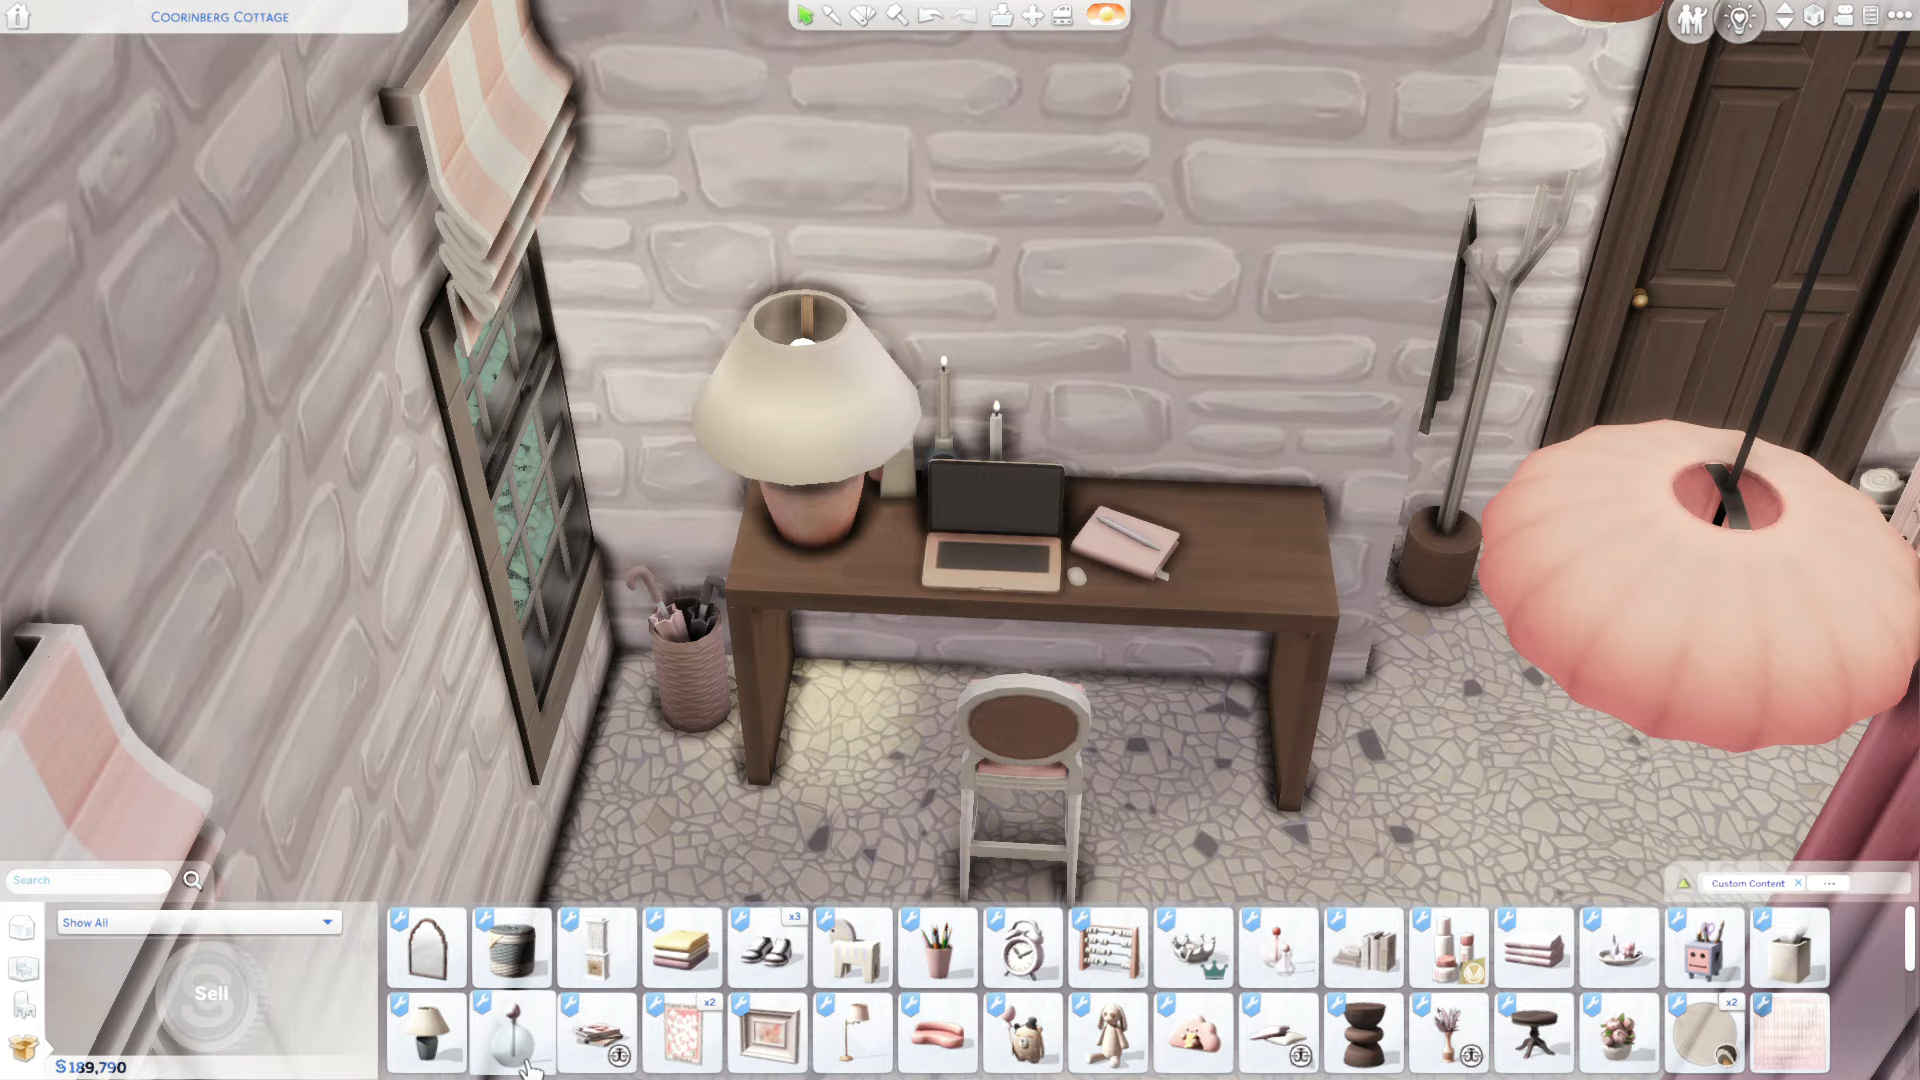 COORINBERG COTTAGE
Search
Custom Content
Show All
x3
Sell
x2
x2
§189,790